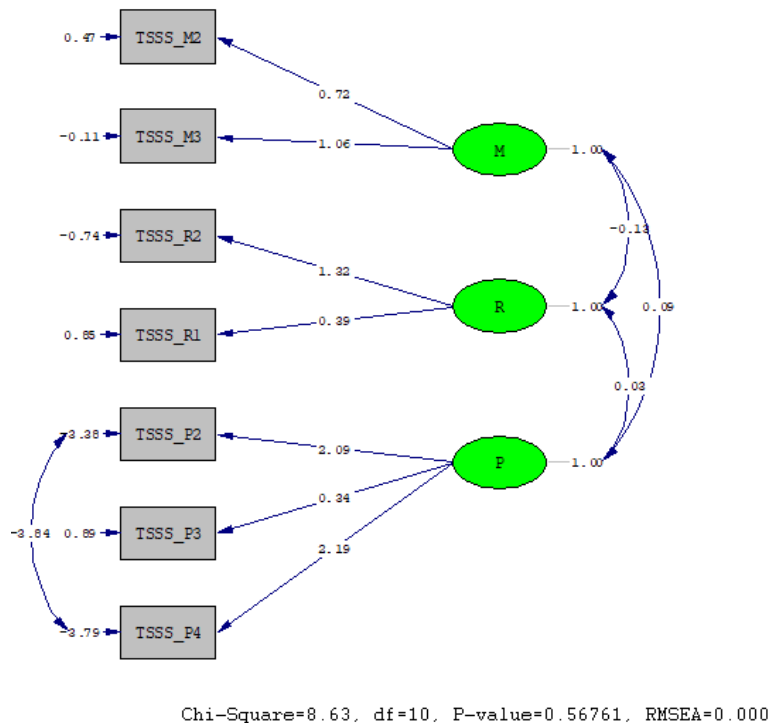 0.47 TSSS_M2
0.72
-0.11 TSSS_M3
1.06
M 1.00
-0.74 TSSS_R2
-0.13
1.32
R 1.00
0.09
0.85 TSSS_R1
0.39
0.03
-3.38 TSSS_P2
2.09
P 1.00
0.34
-3.84 0.89 TSSS_P3
2.19
-3.79 TSSS_P4
Chi-Square=8.63, df=10, P-value=0.56761, RMSEA=0.000